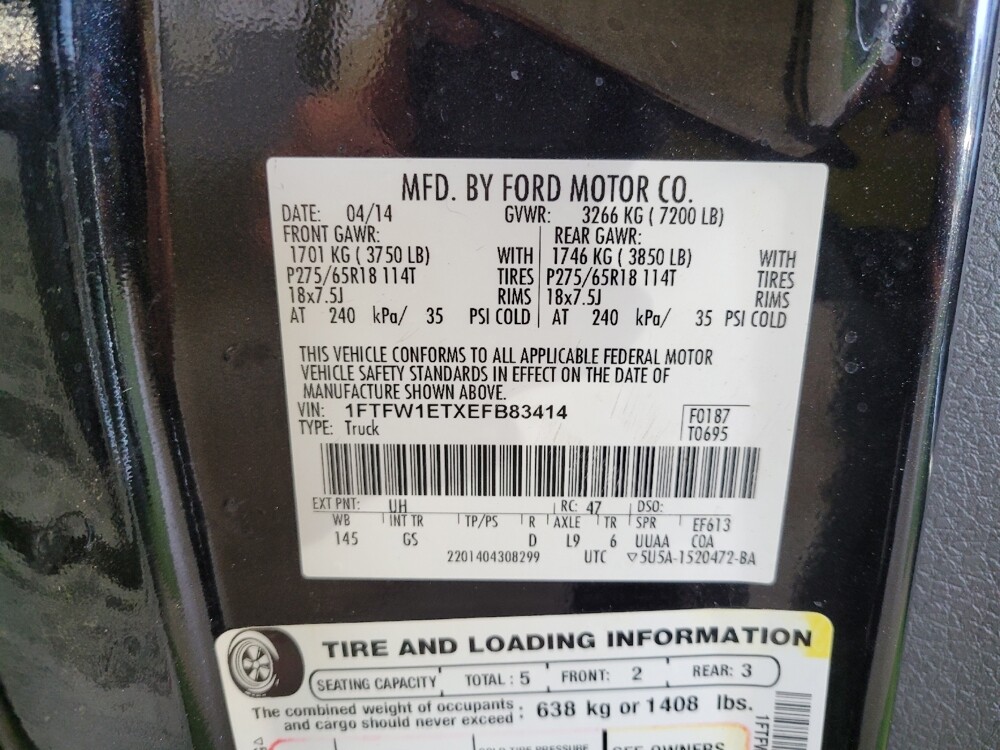 MFD. BY FORD MOTOR CO.
DATE: 04/14 GVWR: 3266 KG ( 7200 LB)
FRONT GAWR: REAR GAWR:
1701 KG ( 3750 LB) WITH 1746 KG ( 3850 LB) WITH
P275/65R18 114T TIRES P275/65R18 114T TIRES
18x7.5J RIMS 18x7.5J RIMS
AT 240 kPa/ 35 PSI COLD AT 240 kPa/ 35 PSI COLD
THIS VEHICLE CONFORMS TO ALL APPLICABLE FEDERAL MOTOR
VEHICLE SAFETY STANDARDS IN EFFECT ON THE DATE OF
MANUFACTURE SHOWN ABOVE.
VIN: 1FTFW1ETXEFB83414 F0187
TYPE: Truck T0695
EXT PNT: UH RC: 47 DSO:
WB INT TR TP/PS R AXLE TR SPR EF613
145 GS D L9 6 UUAA COA
2201404308299 UTC ▽5U5A-1520472-BA
TIRE AND LOADING INFORMATION
SEATING CAPACITY TOTAL : 5 FRONT: 2 REAR: 3
The combined weight of occupants
and cargo should never exceed : 638 kg or 1408 lbs.
COLD TIRE PRESSURE SEE OWNERS